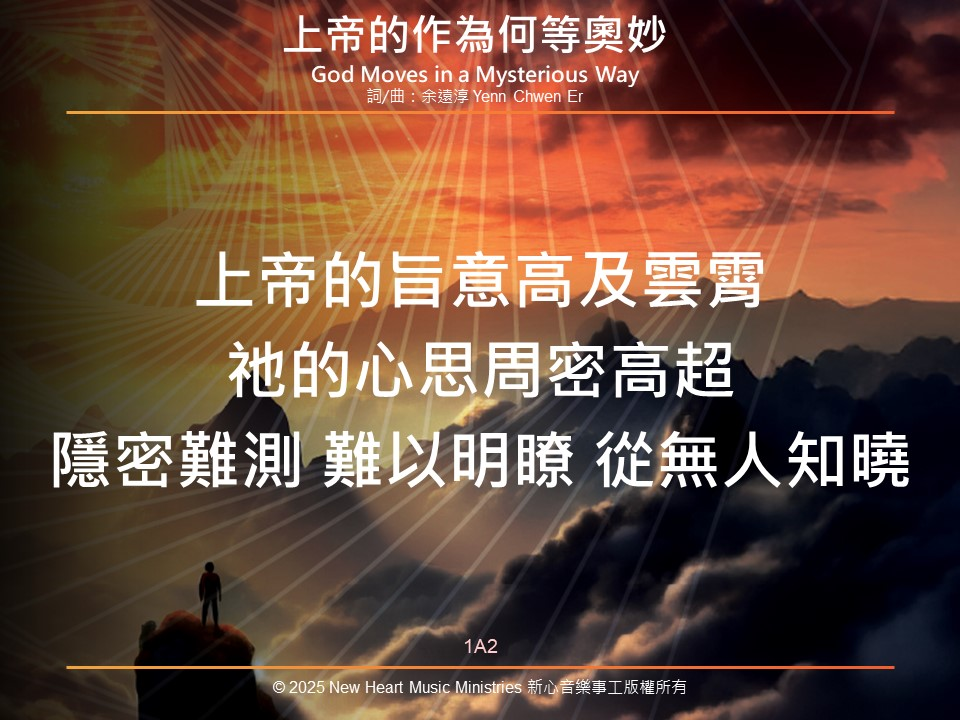 上帝的作為何等奧妙
God Moves in a Mysterious Way
詞/曲：余遠淳 Yenn Chwen Er
上帝的旨意高及雲霄
祂的心思周密高超
隱密難測 難以明瞭 從無人知曉
1A2
© 2025 New Heart Music Ministries 新心音樂事工版權所有